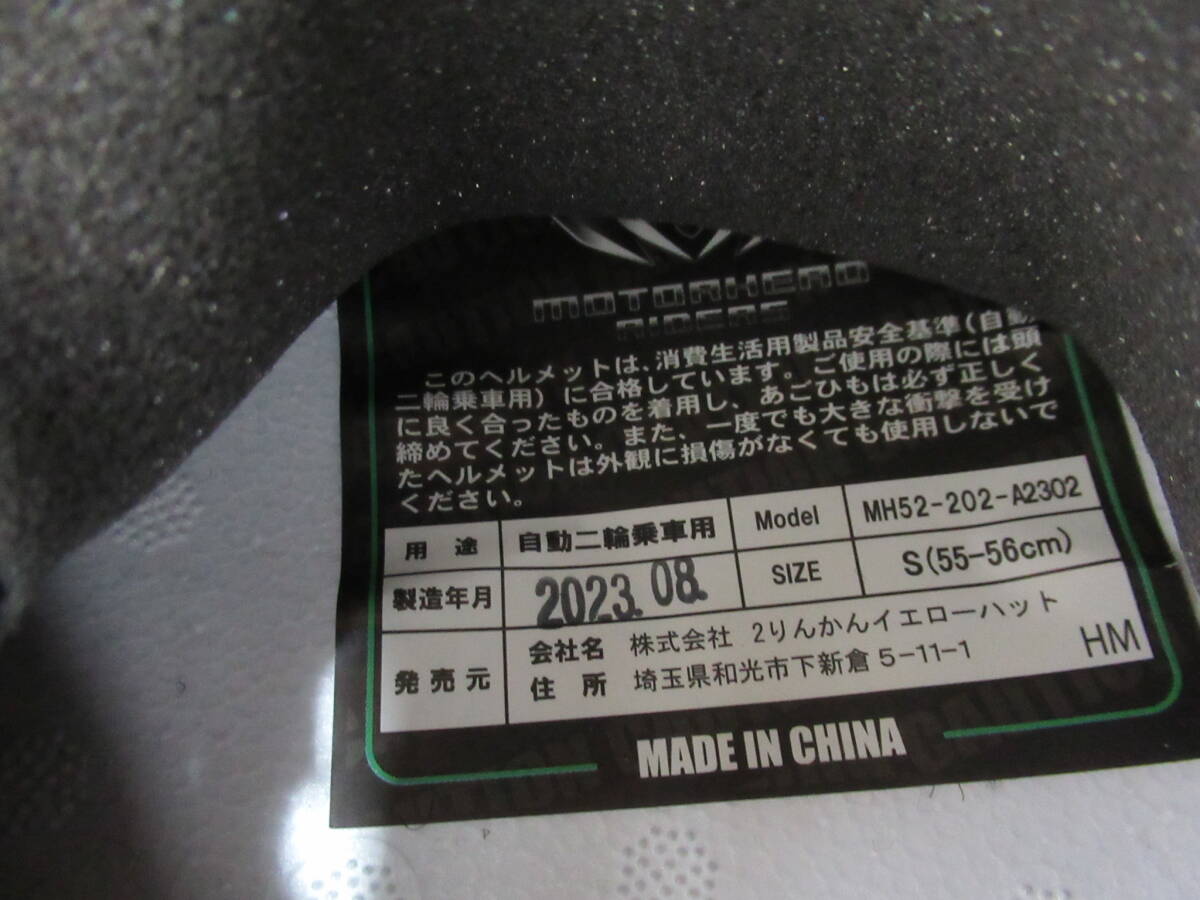 MOTORHEAD
RIDERS
このヘルメットは、消費生活用製品安全基準(自動
二輪乗車用)に合格しています。ご使用の際には頭
に良く合ったものを着用し、あごひもは必ず正しく
締めてください。また、一度でも大きな衝撃を受け
たヘルメットは外観に損傷がなくても使用しないで
ください。
用途 自動二輪乗車用 Model MH52-202-A2302
製造年月 2023.08. SIZE S(55-56cm)
発売元 会社名 株式会社 2りんかんイエローハット
住所 埼玉県和光市下新倉5-11-1 HM
MADE IN CHINA